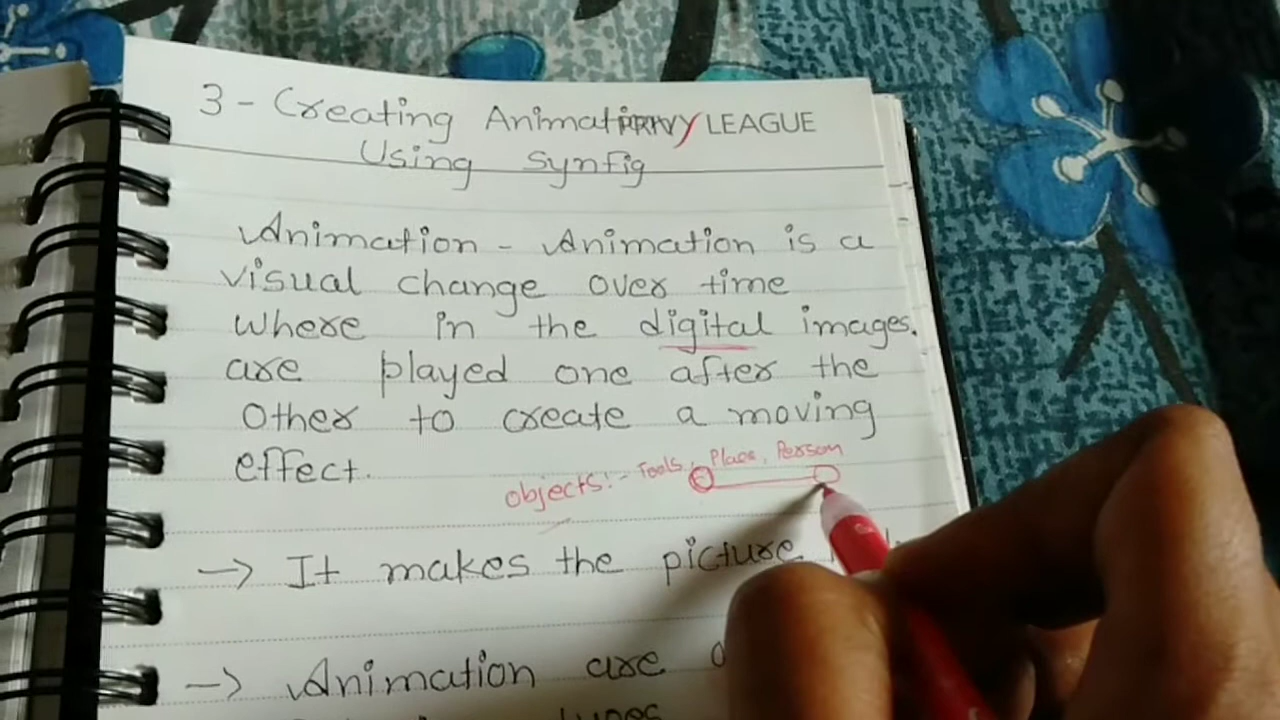 3 - Creating Animation
PRIVY LEAGUE
Using Synfig
Animation - Animation is a
visual change over time
where in the digital images.
are played one after the
other to create a moving
effect.
objects:- Tools, Place, Person
→ It makes the picture
→ Animation are
types